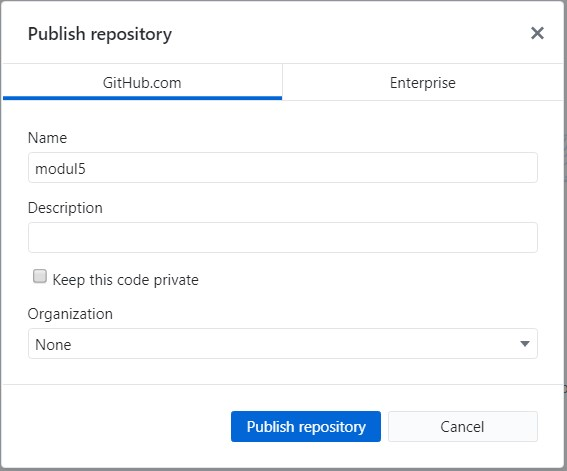 Publish repository
GitHub.com
Enterprise
Name
modul5
Description
Keep this code private
Organization
None
Publish repository
Cancel